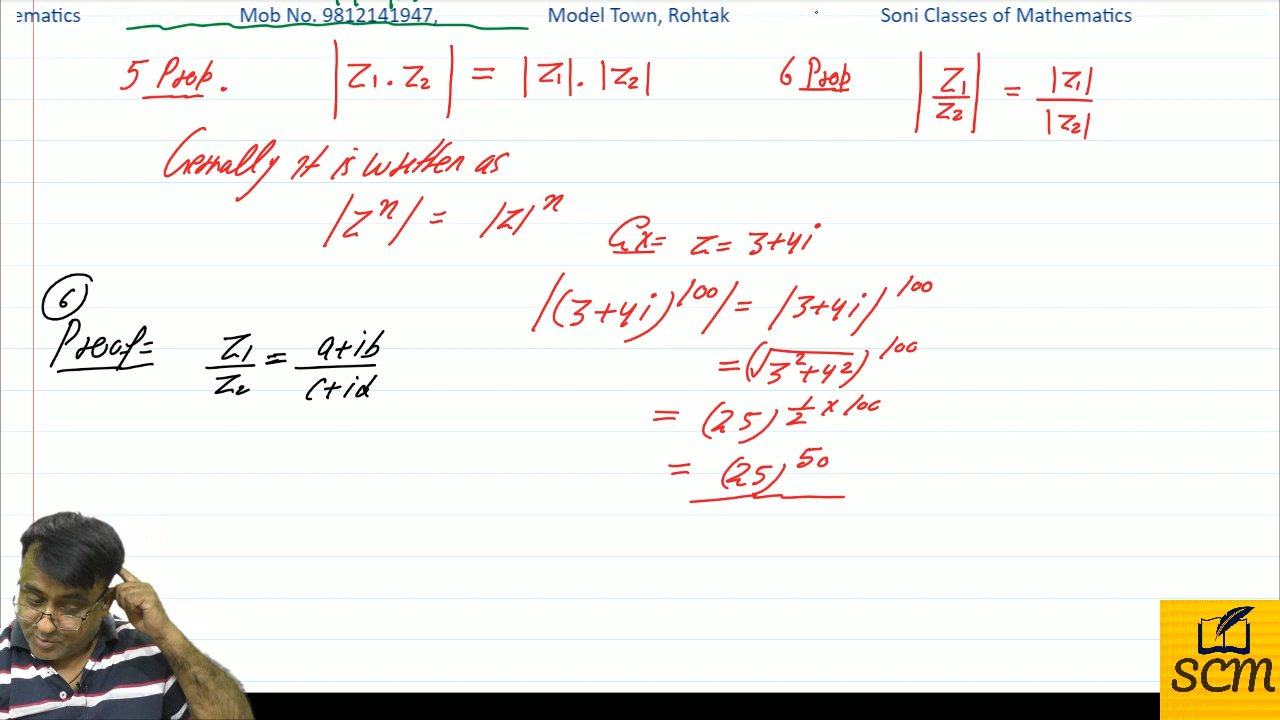 ematics Mob No. 9812141947, Model Town, Rohtak Soni Classes of Mathematics
5 Prop. |Z₁ . Z₂| = |Z₁| . |Z₂|
6 Prop |Z₁/Z₂| = |Z₁|/|Z₂|
Generally it is written as
|Zⁿ| = |Z|ⁿ
Ex= Z = 3+4i
|(3+4i)¹⁰⁰| = |3+4i|¹⁰⁰
= (√3²+4²)¹⁰⁰
= (25)^1/2 × 100
= (25)⁵⁰
6
Proof= Z₁/Z₂ = a+ib/c+id
SCM